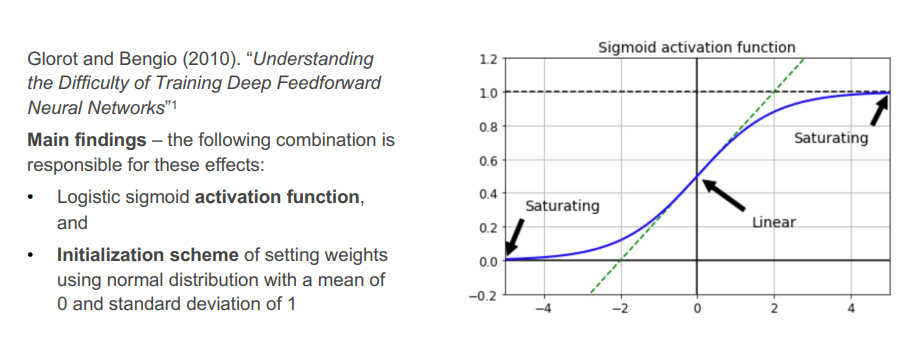 Glorot and Bengio (2010). “Understanding
the Difficulty of Training Deep Feedforward
Neural Networks”¹
Main findings – the following combination is
responsible for these effects:
• Logistic sigmoid activation function,
and
• Initialization scheme of setting weights
using normal distribution with a mean of
0 and standard deviation of 1
Sigmoid activation function
1.2
1.0
0.8
0.6
0.4
0.2
0.0
−0.2
Saturating
Saturating
Linear
−4 −2 0 2 4